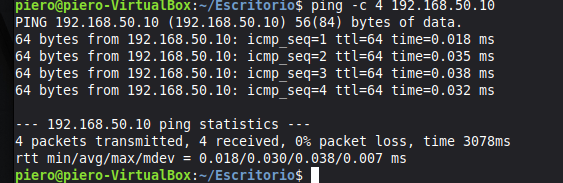 piero@piero-VirtualBox:~/Escritorio$ ping -c 4 192.168.50.10
PING 192.168.50.10 (192.168.50.10) 56(84) bytes of data.
64 bytes from 192.168.50.10: icmp_seq=1 ttl=64 time=0.018 ms
64 bytes from 192.168.50.10: icmp_seq=2 ttl=64 time=0.035 ms
64 bytes from 192.168.50.10: icmp_seq=3 ttl=64 time=0.038 ms
64 bytes from 192.168.50.10: icmp_seq=4 ttl=64 time=0.032 ms
--- 192.168.50.10 ping statistics ---
4 packets transmitted, 4 received, 0% packet loss, time 3078ms
rtt min/avg/max/mdev = 0.018/0.030/0.038/0.007 ms
piero@piero-VirtualBox:~/Escritorio$